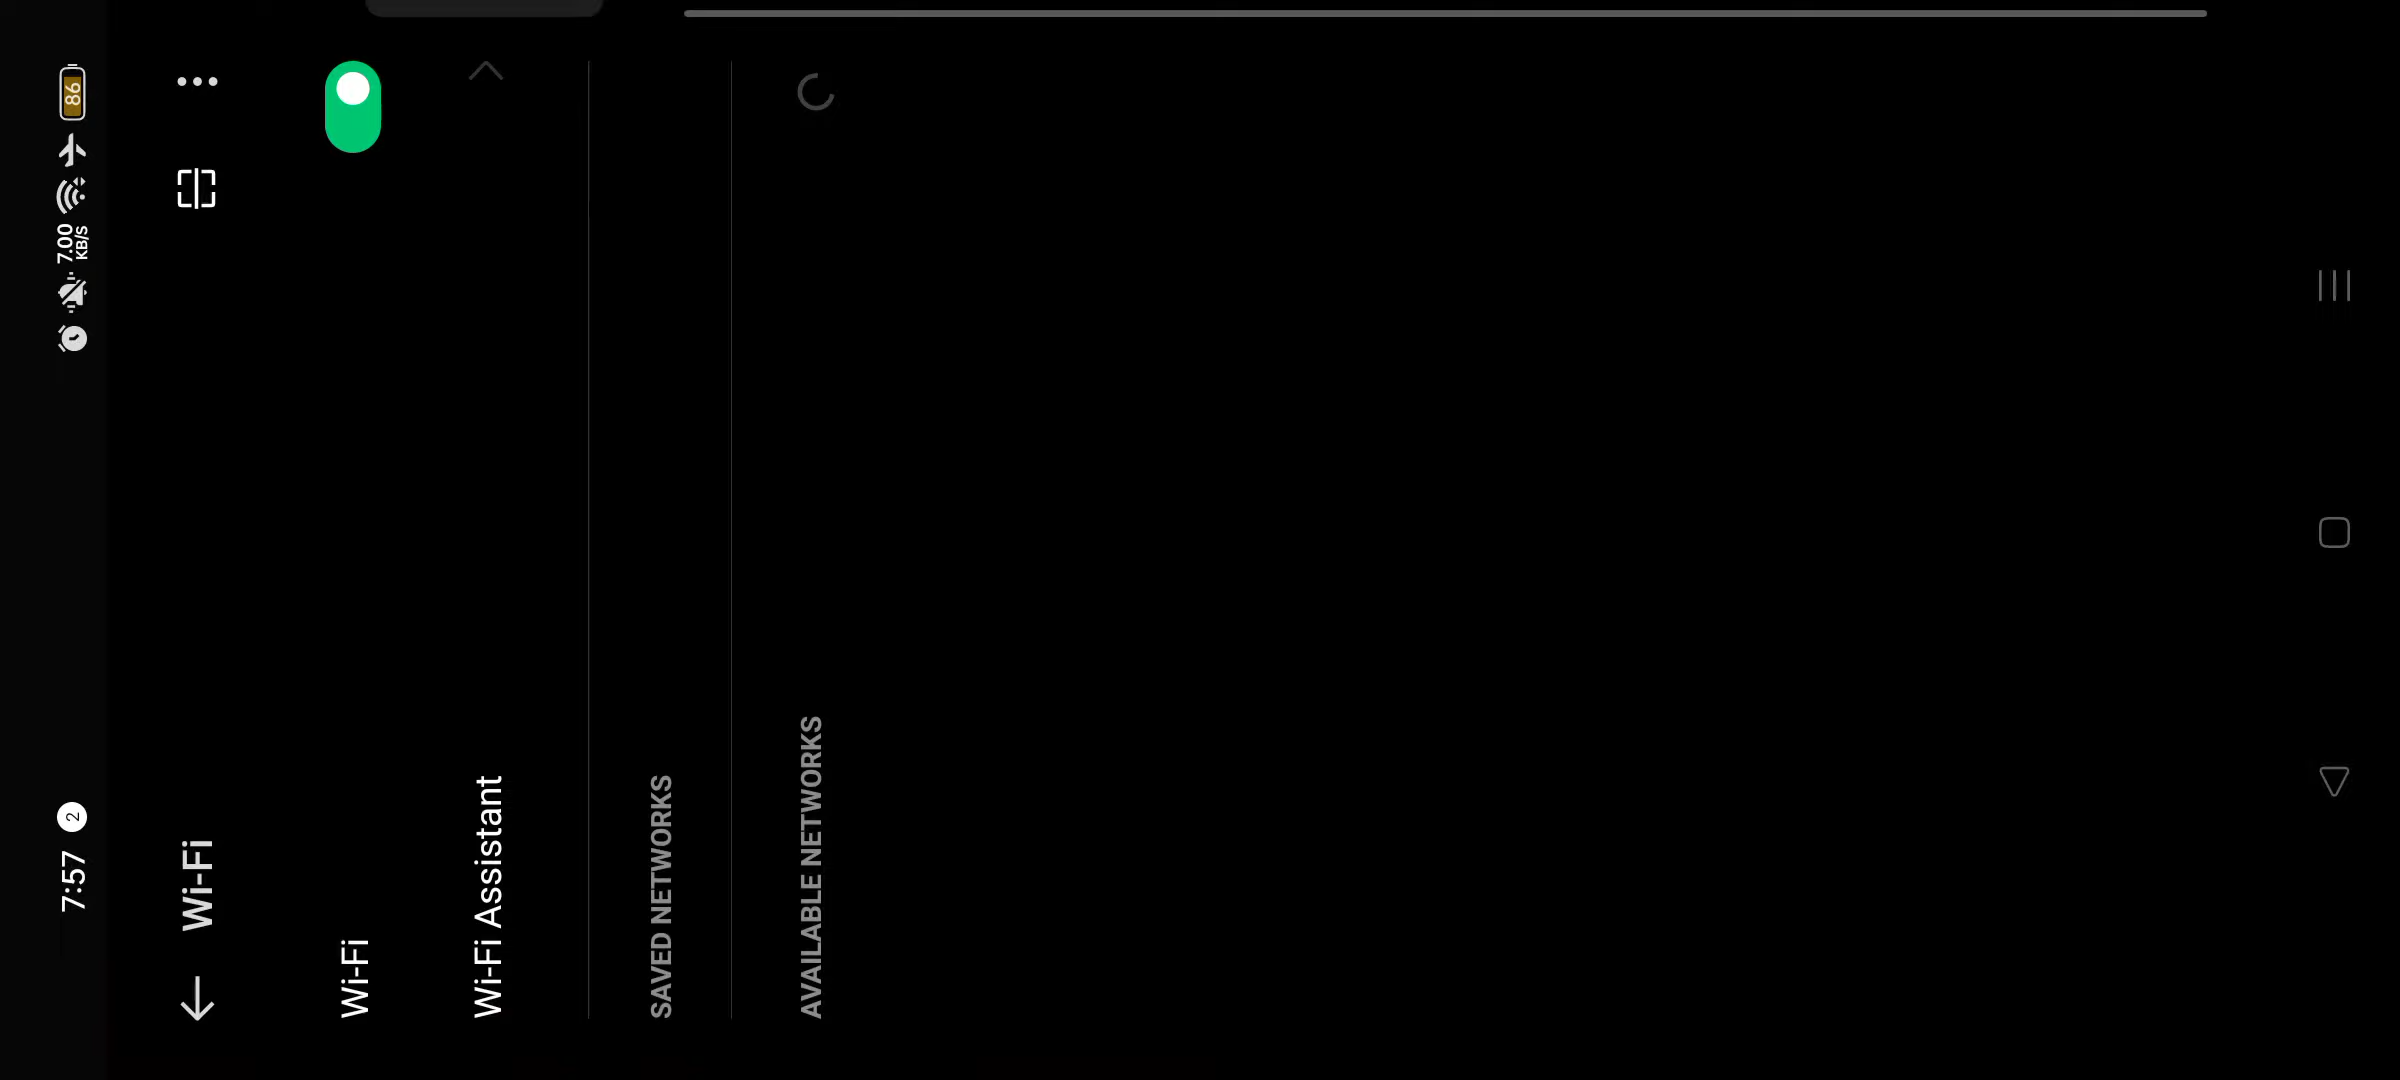 7:57 2 7.00 KB/S 86
Wi-Fi
Wi-Fi
Wi-Fi Assistant
SAVED NETWORKS
AVAILABLE NETWORKS